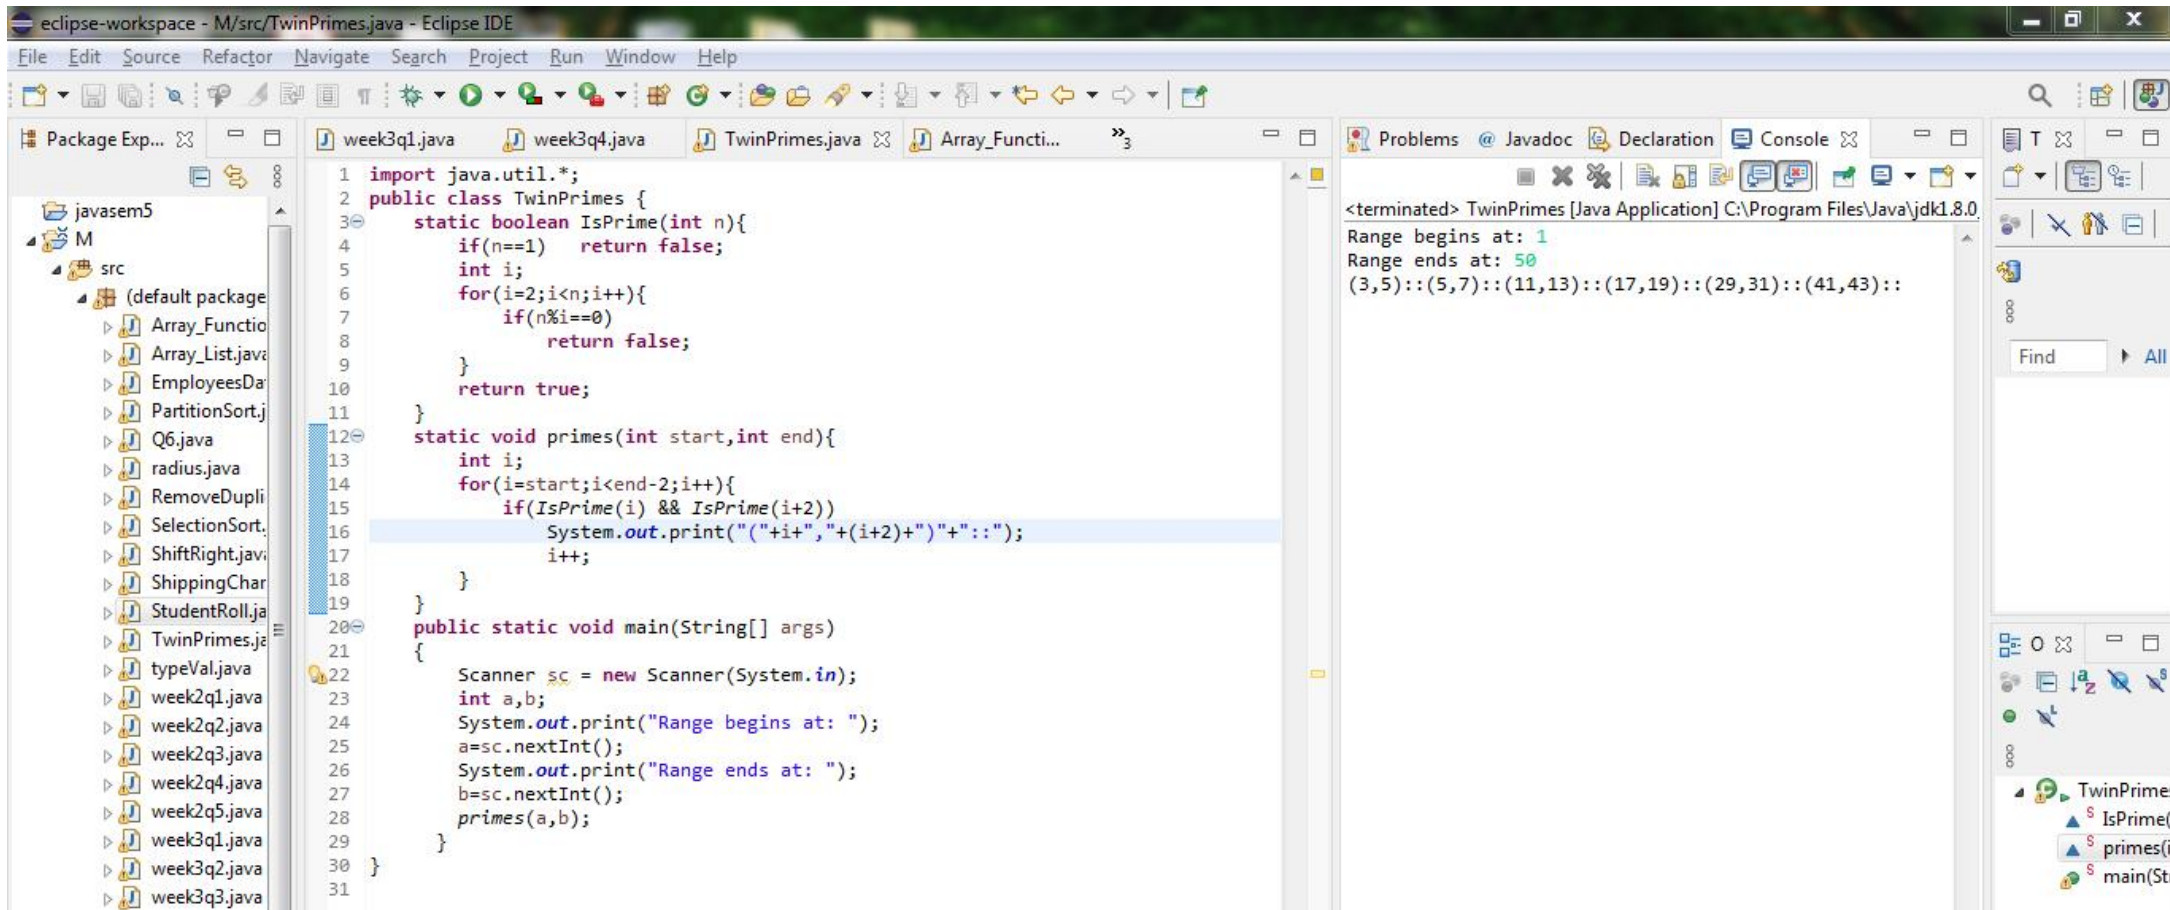 eclipse-workspace - M/src/TwinPrimes.java - Eclipse IDE
File Edit Source Refactor Navigate Search Project Run Window Help
Package Exp...
javasem5
M
src
(default package
Array_Functio
Array_List.java
EmployeesDa
PartitionSort.j
Q6.java
radius.java
RemoveDupli
SelectionSort.
ShiftRight.java
ShippingChar
StudentRoll.ja
TwinPrimes.ja
typeVal.java
week2q1.java
week2q2.java
week2q3.java
week2q4.java
week2q5.java
week3q1.java
week3q2.java
week3q3.java
week3q1.java week3q4.java TwinPrimes.java Array_Functi... »3
1 import java.util.*;
2 public class TwinPrimes {
3 static boolean IsPrime(int n){
4 if(n==1) return false;
5 int i;
6 for(i=2;i<n;i++){
7 if(n%i==0)
8 return false;
9 }
10 return true;
11 }
12 static void primes(int start,int end){
13 int i;
14 for(i=start;i<end-2;i++){
15 if(IsPrime(i) && IsPrime(i+2))
16 System.out.print("("+i+","+(i+2)+")"+"::");
17 i++;
18 }
19 }
20 public static void main(String[] args)
21 {
22 Scanner sc = new Scanner(System.in);
23 int a,b;
24 System.out.print("Range begins at: ");
25 a=sc.nextInt();
26 System.out.print("Range ends at: ");
27 b=sc.nextInt();
28 primes(a,b);
29 }
30 }
31
Problems @ Javadoc Declaration Console
<terminated> TwinPrimes [Java Application] C:\Program Files\Java\jdk1.8.0
Range begins at: 1
Range ends at: 50
(3,5)::(5,7)::(11,13)::(17,19)::(29,31)::(41,43)::
T
Find All
O
TwinPrimes
IsPrime(
primes(i
main(St